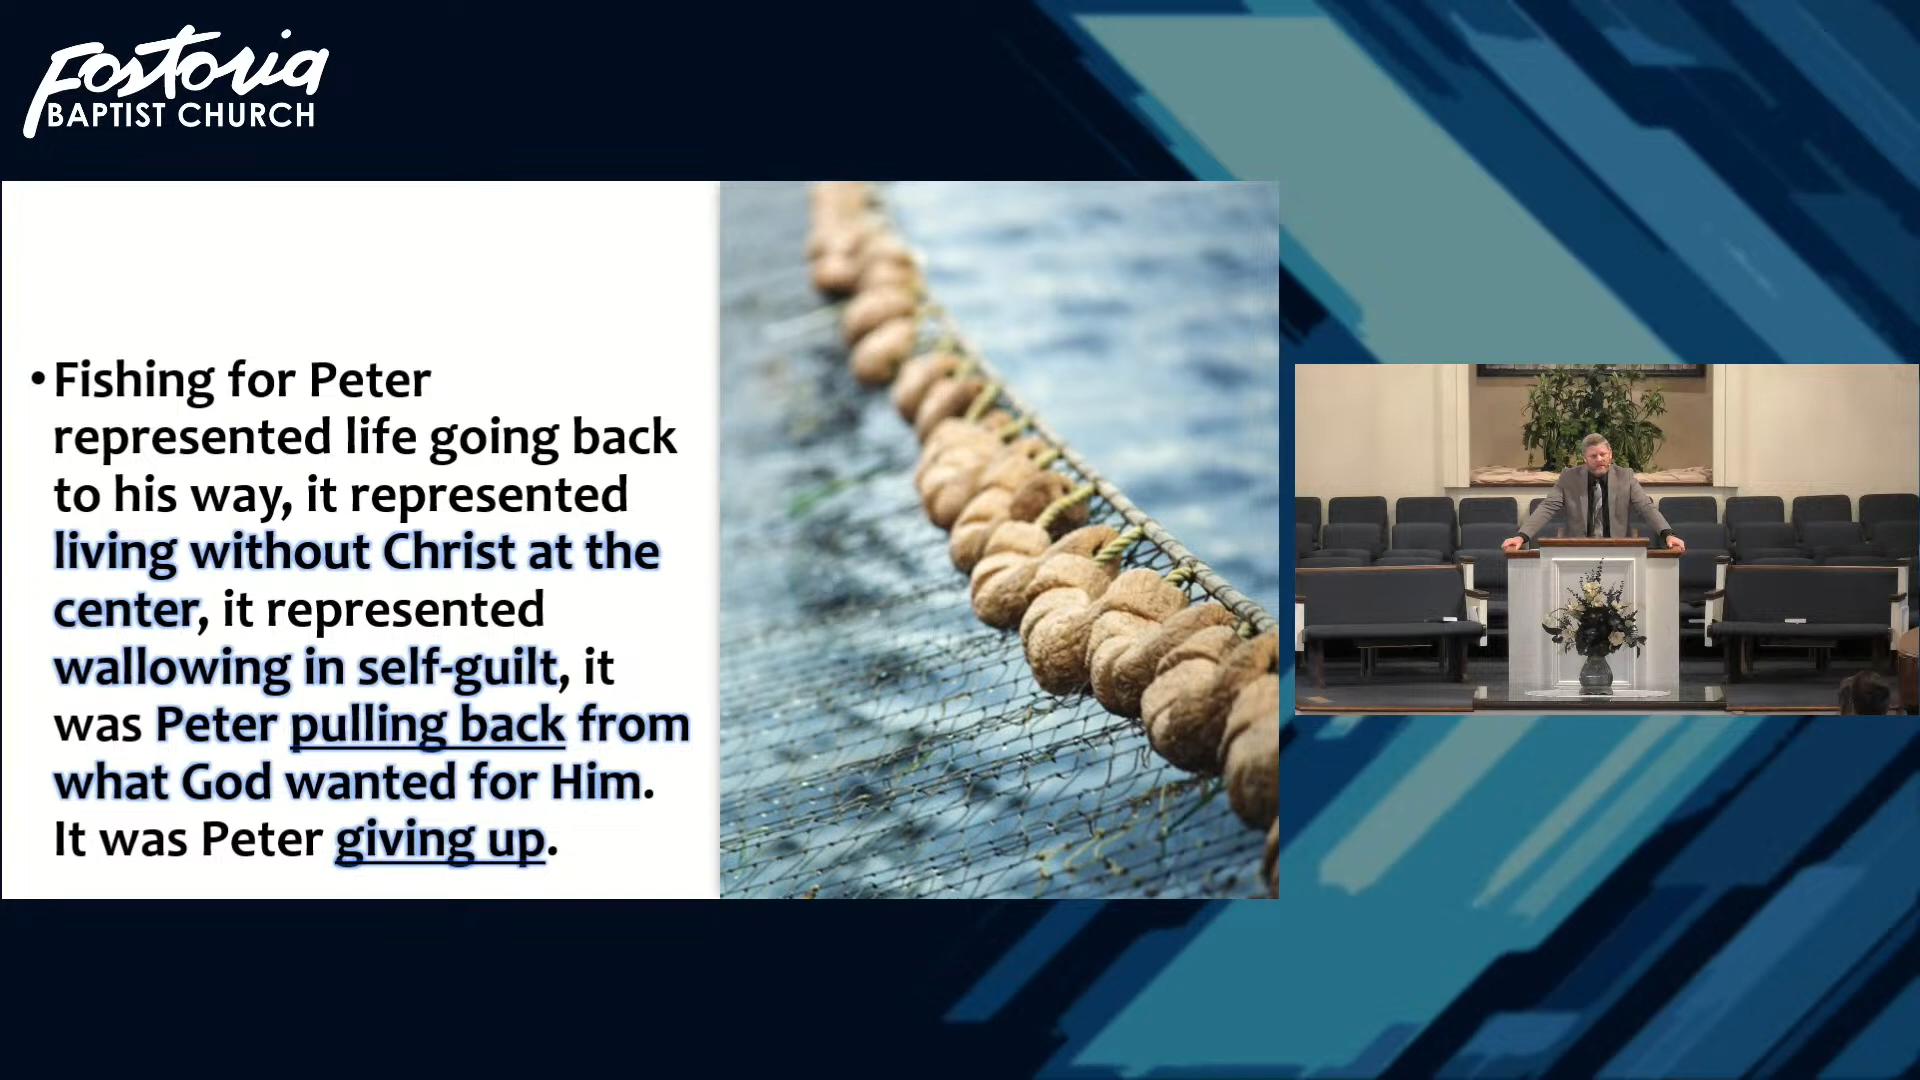 Fostoria
BAPTIST CHURCH
• Fishing for Peter
represented life going back
to his way, it represented
living without Christ at the
center, it represented
wallowing in self-guilt, it
was Peter pulling back from
what God wanted for Him.
It was Peter giving up.